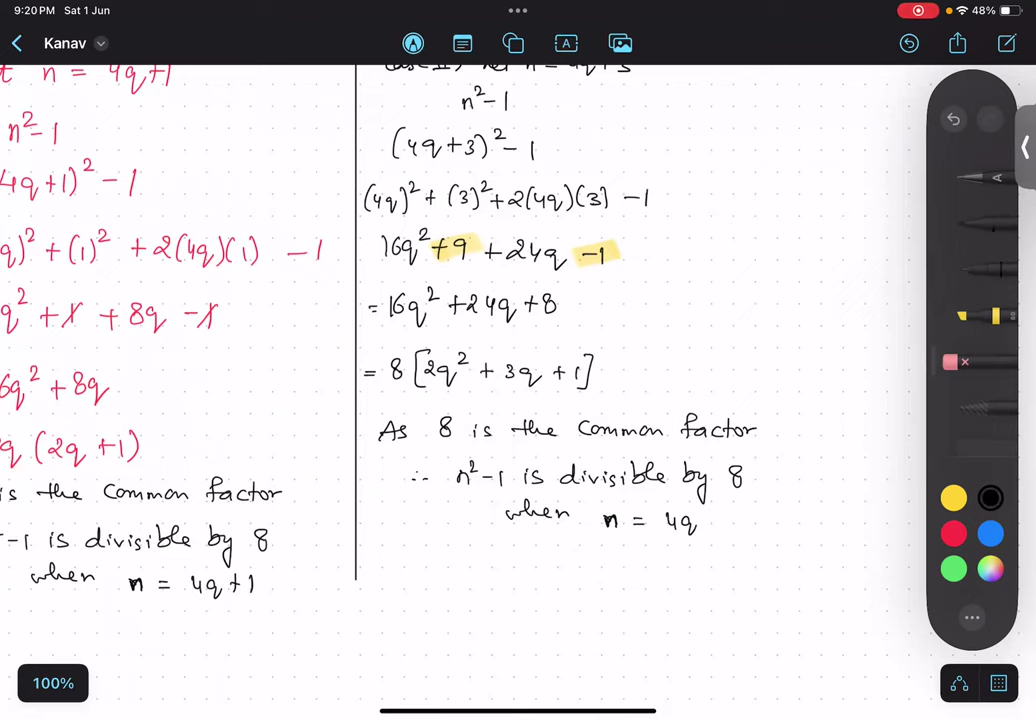 9:20 PM Sat 1 Jun
48%
Kanav
n = 4q+1
n²-1
4q+1)² - 1
q)² + (1)² + 2(4q)(1) - 1
q² + 1 + 8q - 1
6q² + 8q
q (2q +1)
is the common factor
-1 is divisible by 8
when n = 4q+1
n²-1
(4q+3)² - 1
(4q)² + (3)² + 2(4q)(3) - 1
16q² + 9 + 24q - 1
= 16q² + 24q + 8
= 8 [2q² + 3q + 1]
As 8 is the common factor
∴ n²-1 is divisible by 8
when n = 4q
100%